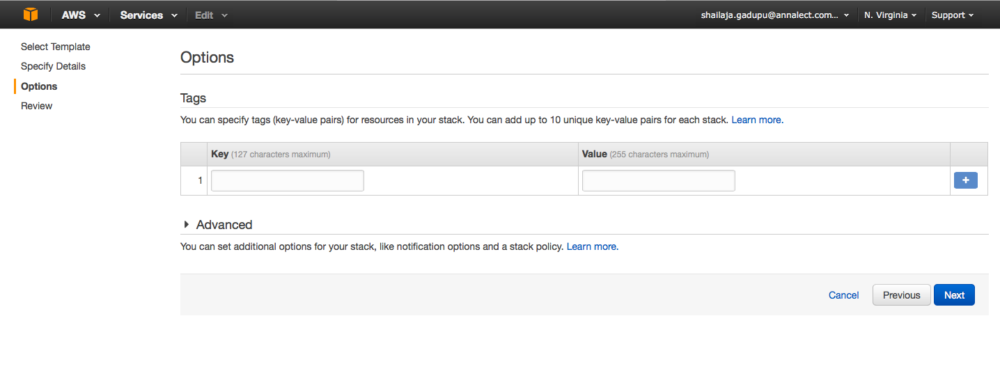 AWS Services Edit shailaja.gadupu@annalect.com... N. Virginia Support
Select Template
Specify Details
Options
Review
Options
Tags
You can specify tags (key-value pairs) for resources in your stack. You can add up to 10 unique key-value pairs for each stack. Learn more.
Key (127 characters maximum) Value (255 characters maximum)
1 +
Advanced
You can set additional options for your stack, like notification options and a stack policy. Learn more.
Cancel Previous Next